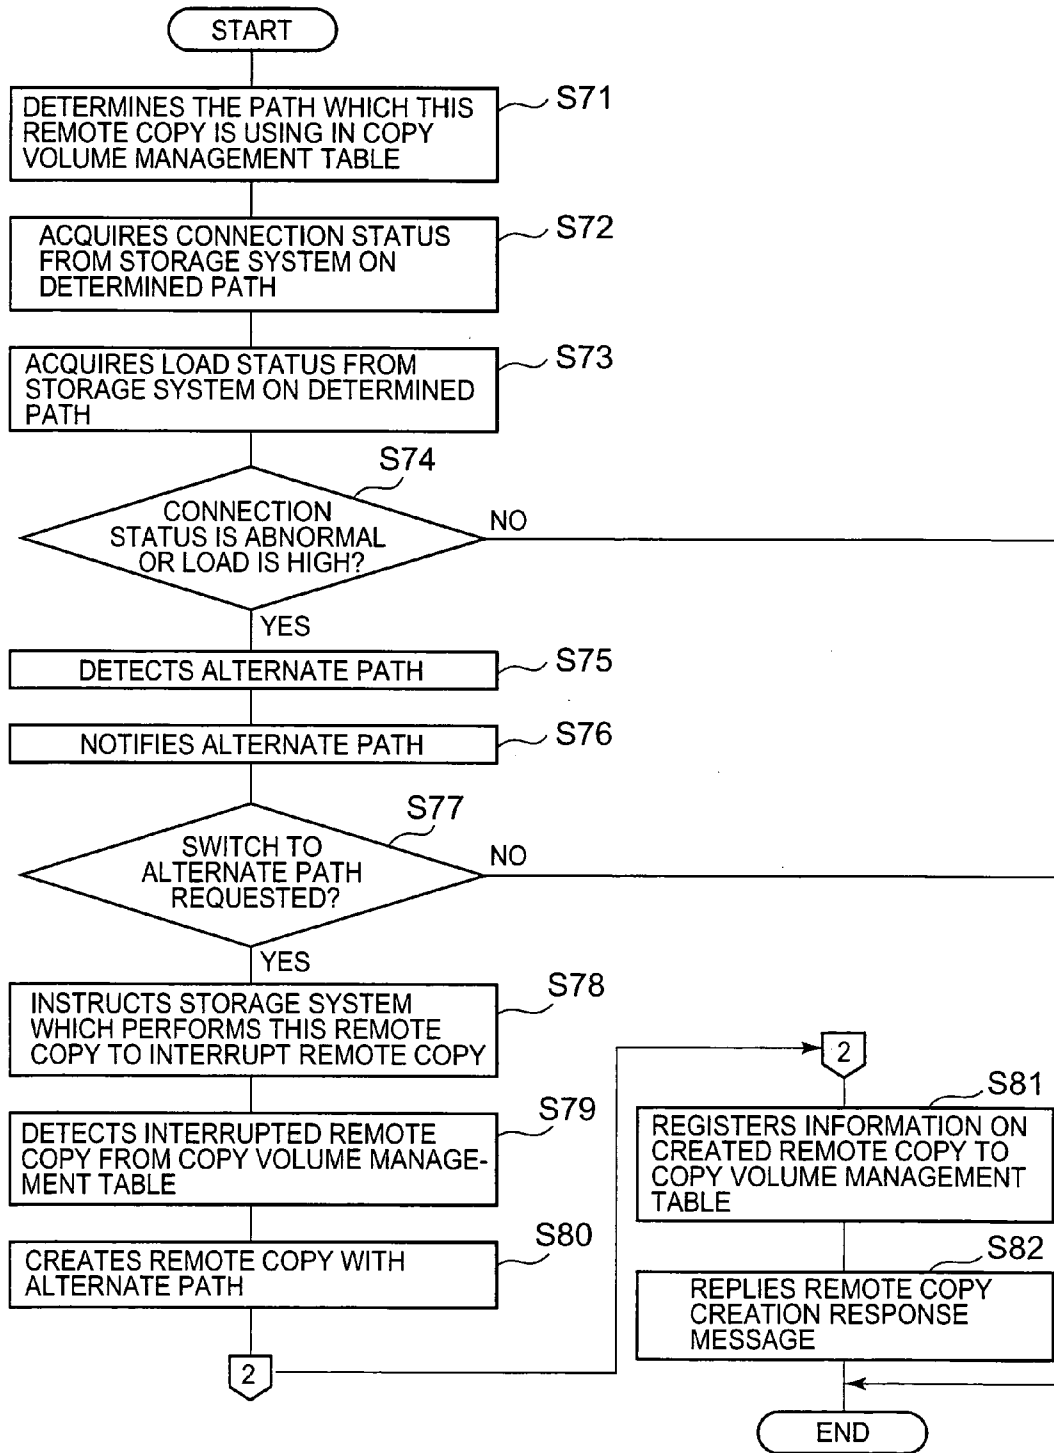 START
DETERMINES THE PATH WHICH THIS
REMOTE COPY IS USING IN COPY
VOLUME MANAGEMENT TABLE
S71
ACQUIRES CONNECTION STATUS
FROM STORAGE SYSTEM ON
DETERMINED PATH
S72
ACQUIRES LOAD STATUS FROM
STORAGE SYSTEM ON DETERMINED
PATH
S73
S74
CONNECTION
STATUS IS ABNORMAL
OR LOAD IS HIGH?
NO
YES
DETECTS ALTERNATE PATH
S75
NOTIFIES ALTERNATE PATH
S76
S77
SWITCH TO
ALTERNATE PATH
REQUESTED?
NO
YES
INSTRUCTS STORAGE SYSTEM
WHICH PERFORMS THIS REMOTE
COPY TO INTERRUPT REMOTE COPY
S78
DETECTS INTERRUPTED REMOTE
COPY FROM COPY VOLUME MANAGE-
MENT TABLE
S79
CREATES REMOTE COPY WITH
ALTERNATE PATH
S80
2
2
S81
REGISTERS INFORMATION ON
CREATED REMOTE COPY TO
COPY VOLUME MANAGEMENT
TABLE
S82
REPLIES REMOTE COPY
CREATION RESPONSE
MESSAGE
END